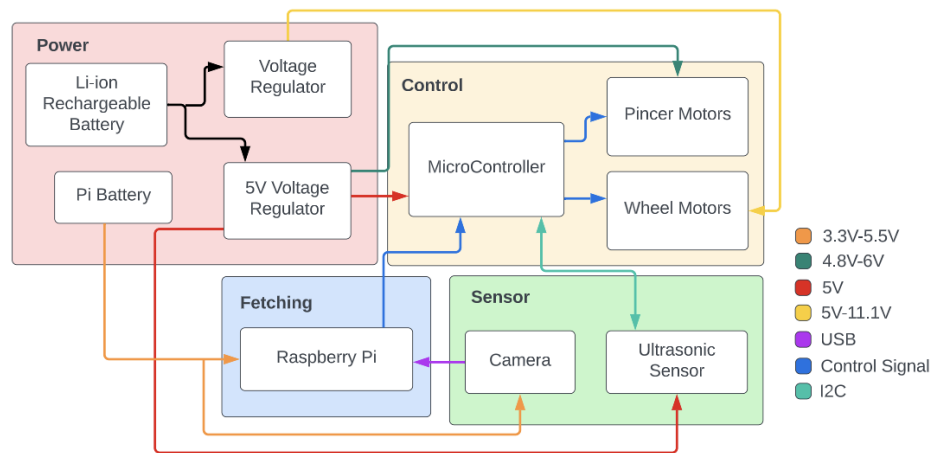 Power
Li-ion
Rechargeable
Battery
Voltage
Regulator
Pi Battery
5V Voltage
Regulator
Control
MicroController
Pincer Motors
Wheel Motors
Fetching
Raspberry Pi
Sensor
Camera
Ultrasonic
Sensor
3.3V-5.5V
4.8V-6V
5V
5V-11.1V
USB
Control Signal
I2C